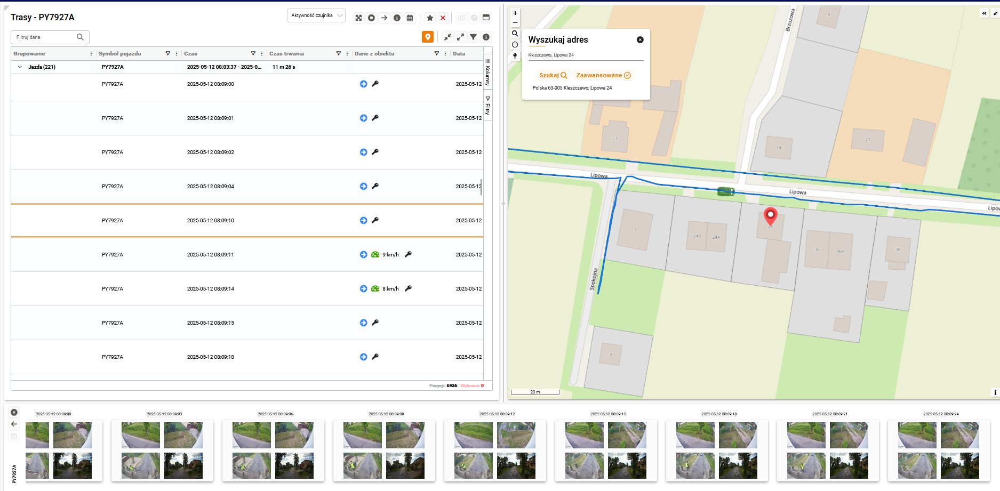 Trasy - PY7927A
Aktywność czujnika
Filtruj dane
Grupowanie Symbol pojazdu Czas Czas trwania Dane z obiektu Data
Jazda (221) PY7927A 2025-05-12 08:03:37 - 2025-0... 11 m 26 s
PY7927A 2025-05-12 08:09:00 2025-05-12
PY7927A 2025-05-12 08:09:01 2025-05-12
PY7927A 2025-05-12 08:09:02 2025-05-12
PY7927A 2025-05-12 08:09:04 2025-05-12
PY7927A 2025-05-12 08:09:10 2025-05-12
PY7927A 2025-05-12 08:09:11 9 km/h 2025-05-12
PY7927A 2025-05-12 08:09:14 8 km/h 2025-05-12
PY7927A 2025-05-12 08:09:15 2025-05-12
PY7927A 2025-05-12 08:09:18 2025-05-12
Kolumny
Filtry
Pozycji: 6936 Wybrano: 0
Wyszukaj adres
Kleszczewo, Lipowa 24
Szukaj Zaawansowane
Polska 63-005 Kleszczewo, Lipowa 24
Brzozowa
4
17
19
21
Lipowa
Lipowa
Lipow
1
24B
24A
24
36
36A
38
Spokojna
3
20 m
2025-05-12 08:09:00 2025-05-12 08:09:03 2025-05-12 08:09:06 2025-05-12 08:09:09 2025-05-12 08:09:12 2025-05-12 08:09:15 2025-05-12 08:09:18 2025-05-12 08:09:21 2025-05-12 08:09:24
PY7927A